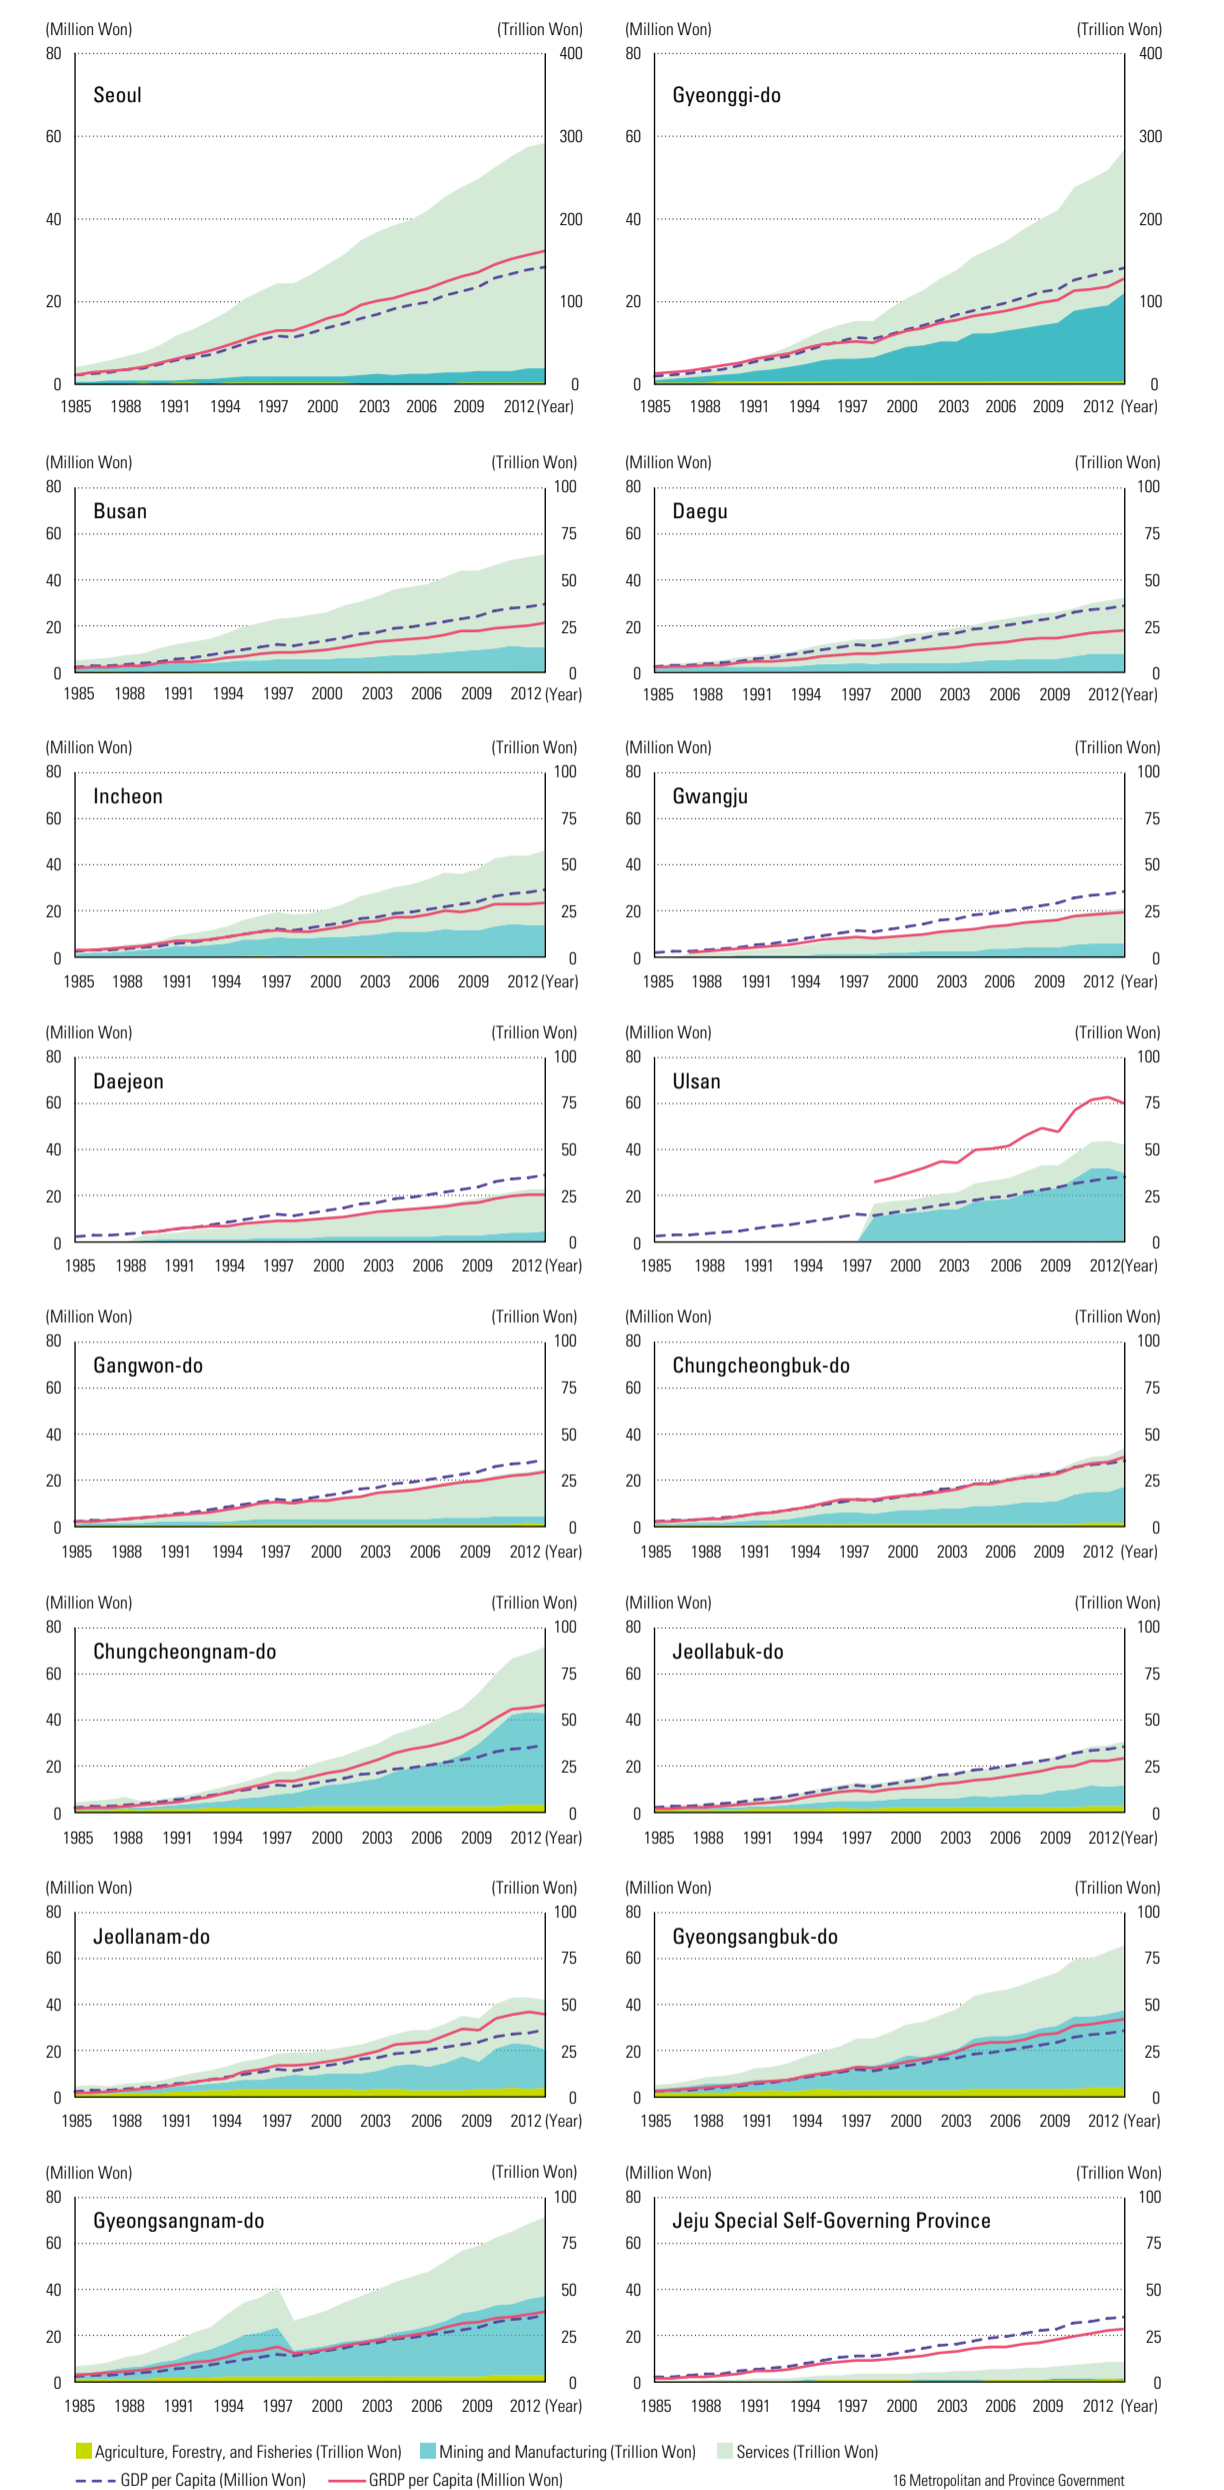 (Million Won) (Trillion Won) (Million Won) (Trillion Won)
80 400 80 400
Seoul Gyeonggi-do
60 300 60 300
40 200 40 200
20 100 20 100
0 0 0 0
1985 1988 1991 1994 1997 2000 2003 2006 2009 2012 (Year) 1985 1988 1991 1994 1997 2000 2003 2006 2009 2012 (Year)
(Million Won) (Trillion Won) (Million Won) (Trillion Won)
80 100 80 100
Busan Daegu
60 75 60 75
40 50 40 50
20 25 20 25
0 0 0 0
1985 1988 1991 1994 1997 2000 2003 2006 2009 2012 (Year) 1985 1988 1991 1994 1997 2000 2003 2006 2009 2012 (Year)
(Million Won) (Trillion Won) (Million Won) (Trillion Won)
80 100 80 100
Incheon Gwangju
60 75 60 75
40 50 40 50
20 25 20 25
0 0 0 0
1985 1988 1991 1994 1997 2000 2003 2006 2009 2012 (Year) 1985 1988 1991 1994 1997 2000 2003 2006 2009 2012 (Year)
(Million Won) (Trillion Won) (Million Won) (Trillion Won)
80 100 80 100
Daejeon Ulsan
60 75 60 75
40 50 40 50
20 25 20 25
0 0 0 0
1985 1988 1991 1994 1997 2000 2003 2006 2009 2012 (Year) 1985 1988 1991 1994 1997 2000 2003 2006 2009 2012(Year)
(Million Won) (Trillion Won) (Million Won) (Trillion Won)
80 100 80 100
Gangwon-do Chungcheongbuk-do
60 75 60 75
40 50 40 50
20 25 20 25
0 0 0 0
1985 1988 1991 1994 1997 2000 2003 2006 2009 2012 (Year) 1985 1988 1991 1994 1997 2000 2003 2006 2009 2012 (Year)
(Million Won) (Trillion Won) (Million Won) (Trillion Won)
80 100 80 100
Chungcheongnam-do Jeollabuk-do
60 75 60 75
40 50 40 50
20 25 20 25
0 0 0 0
1985 1988 1991 1994 1997 2000 2003 2006 2009 2012 (Year) 1985 1988 1991 1994 1997 2000 2003 2006 2009 2012(Year)
(Million Won) (Trillion Won) (Million Won) (Trillion Won)
80 100 80 100
Jeollanam-do Gyeongsangbuk-do
60 75 60 75
40 50 40 50
20 25 20 25
0 0 0 0
1985 1988 1991 1994 1997 2000 2003 2006 2009 2012 (Year) 1985 1988 1991 1994 1997 2000 2003 2006 2009 2012 (Year)
(Million Won) (Trillion Won) (Million Won) (Trillion Won)
80 100 80 100
Gyeongsangnam-do Jeju Special Self-Governing Province
60 75 60 75
40 50 40 50
20 25 20 25
0 0 0 0
1985 1988 1991 1994 1997 2000 2003 2006 2009 2012 (Year) 1985 1988 1991 1994 1997 2000 2003 2006 2009 2012 (Year)
Agriculture, Forestry, and Fisheries (Trillion Won) Mining and Manufacturing (Trillion Won) Services (Trillion Won)
GDP per Capita (Million Won) GRDP per Capita (Million Won) 16 Metropolitan and Province Government